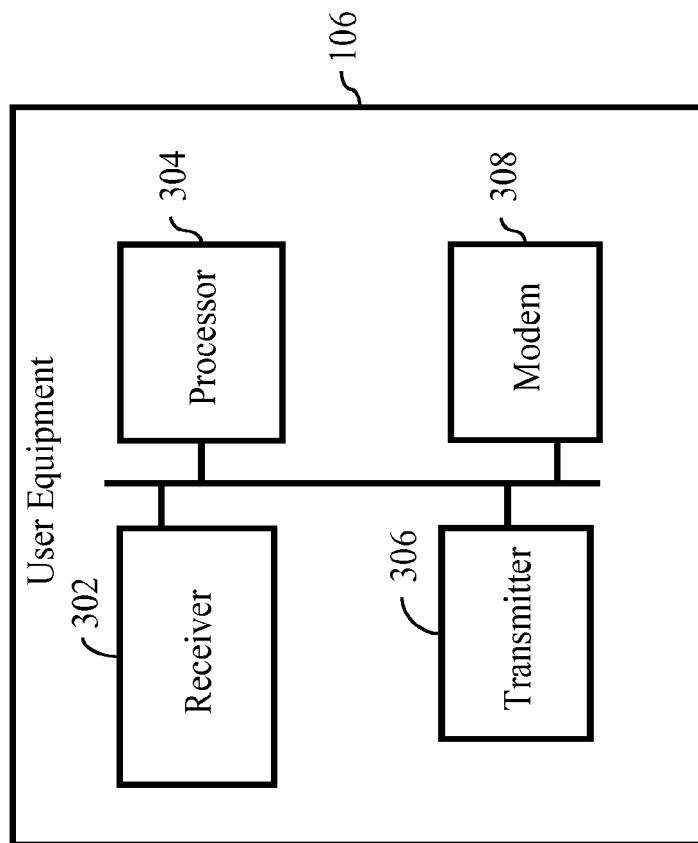 User Equipment
106
302
Receiver
304
Processor
306
Transmitter
308
Modem